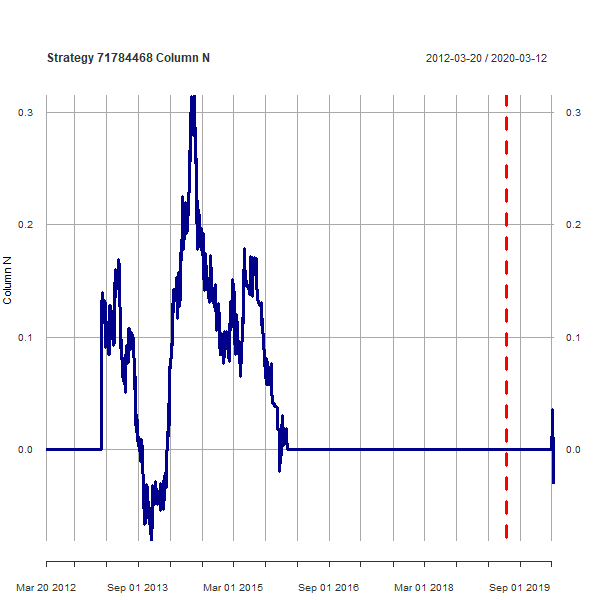 Strategy 71784468 Column N 2012-03-20 / 2020-03-12
0.3 0.3
0.2 0.2
0.1 0.1
0.0 0.0
Column N
Mar 20 2012 Sep 01 2013 Mar 01 2015 Sep 01 2016 Mar 01 2018 Sep 01 2019